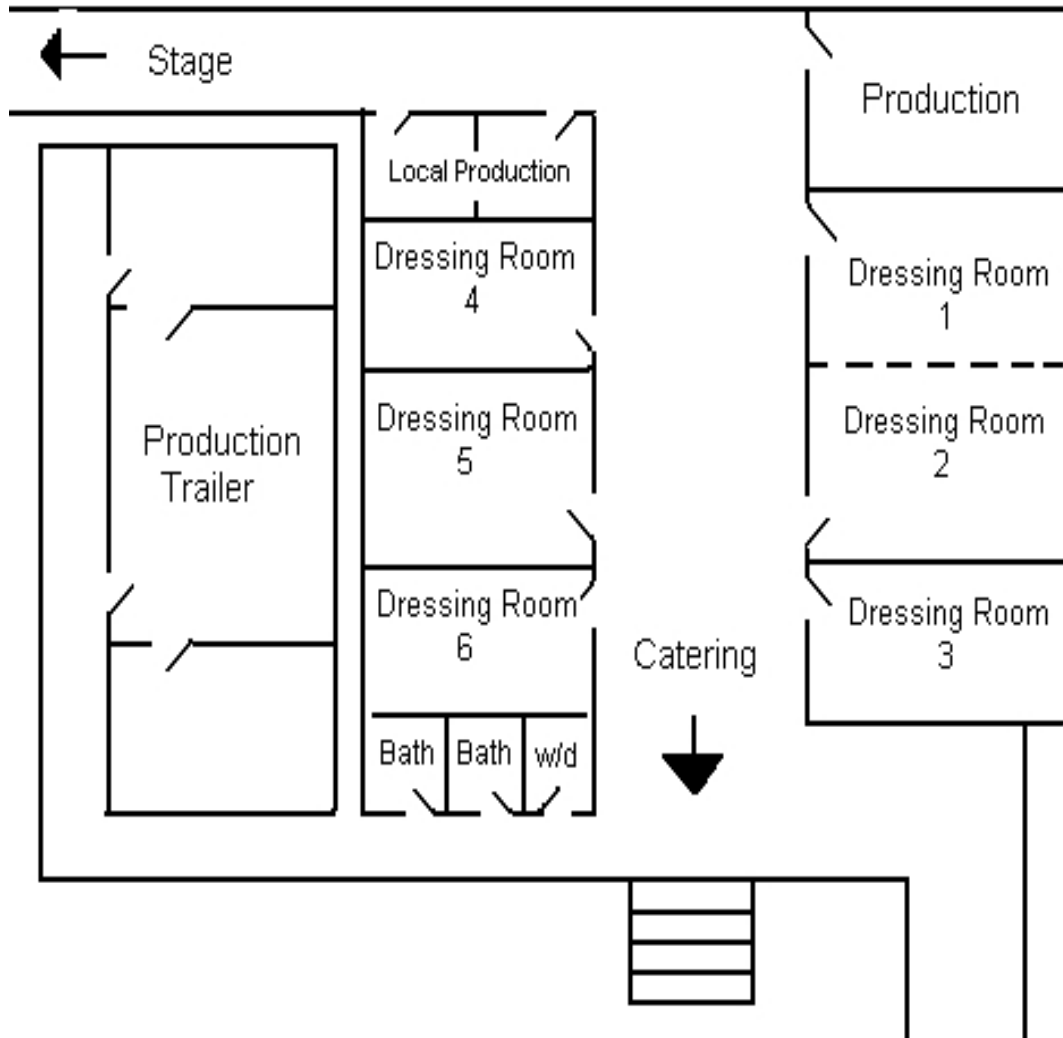 Stage
Production
Local Production
Dressing Room
4
Dressing Room
1
Dressing Room
5
Dressing Room
2
Production
Trailer
Dressing Room
6
Dressing Room
3
Catering
Bath
Bath
w/d